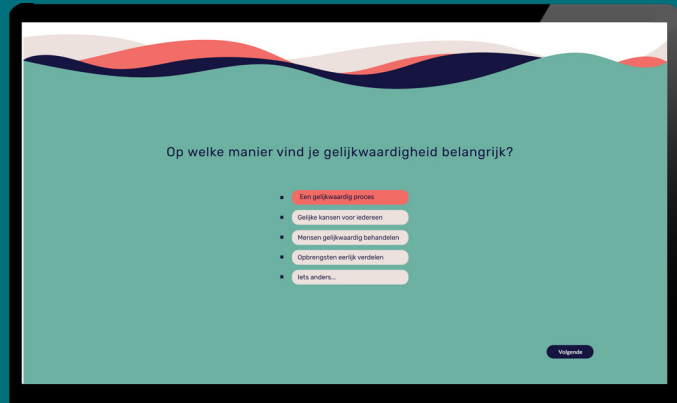 Op welke manier vind je gelijkwaardigheid belangrijk?
Een gelijkwaardig proces
Gelijke kansen voor iedereen
Mensen gelijkwaardig behandelen
Opbrengsten eerlijk verdelen
Iets anders...
Volgende